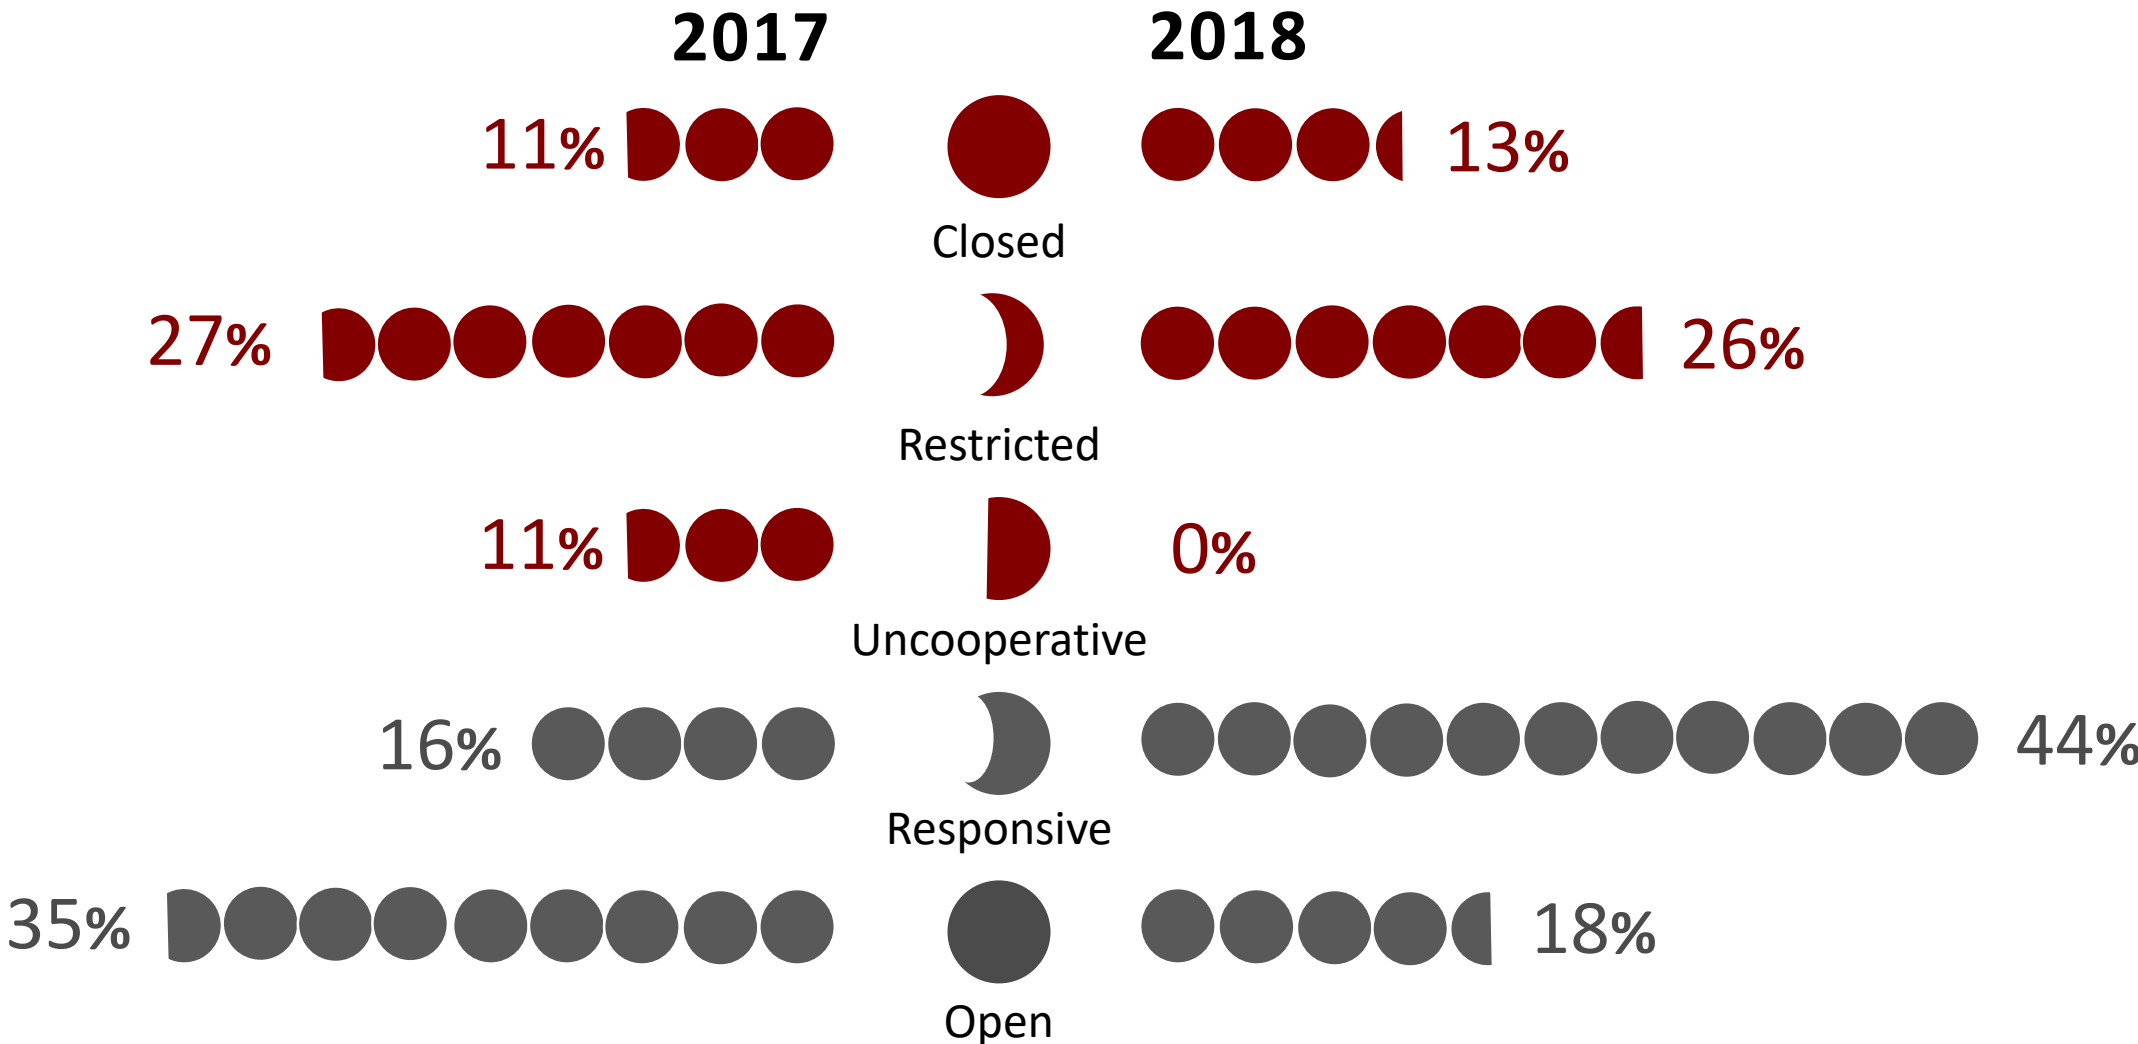 2017 2018
11% 13%
Closed
27% 26%
Restricted
11% 0%
Uncooperative
16% 44%
Responsive
35% 18%
Open